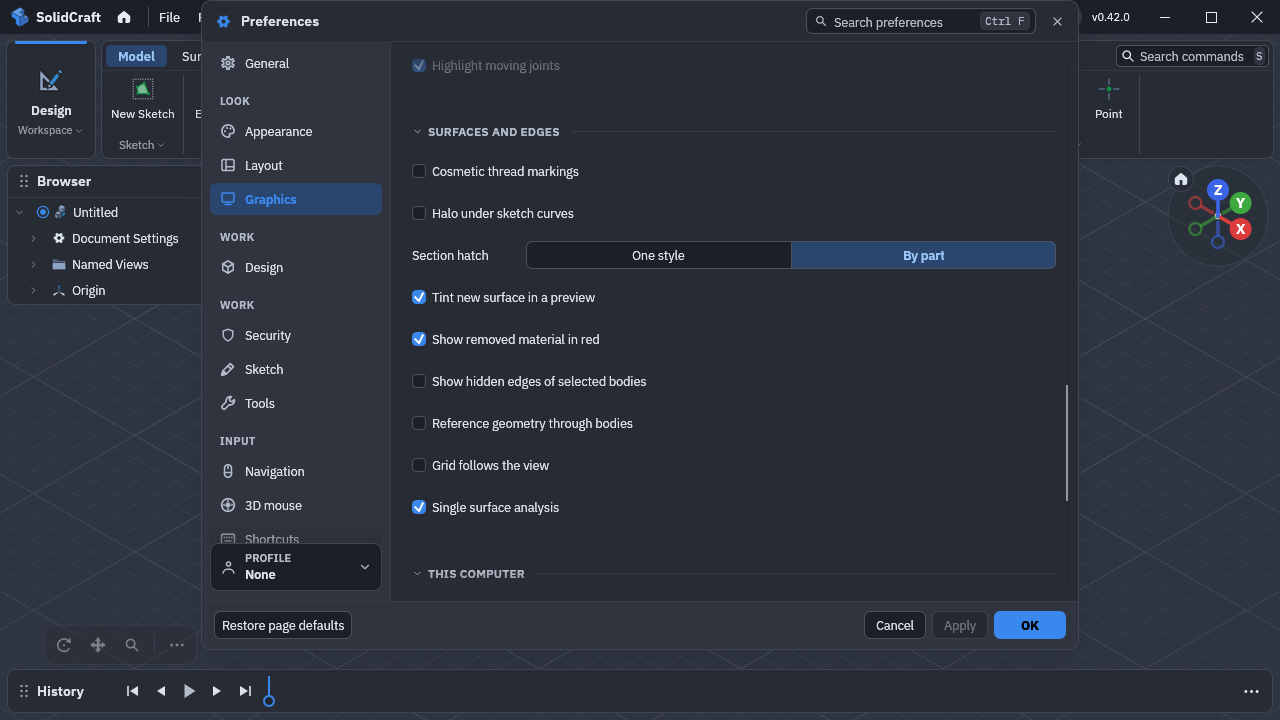 SolidCraft
File
Preferences
Search preferences
Ctrl F
v0.42.0
Model
Design
Workspace
New Sketch
Sketch
Search commands
S
Point
Browser
Untitled
Document Settings
Named Views
Origin
General
LOOK
Appearance
Layout
Graphics
WORK
Design
WORK
Security
Sketch
Tools
INPUT
Navigation
3D mouse
Shortcuts
PROFILE
None
Highlight moving joints
SURFACES AND EDGES
Cosmetic thread markings
Halo under sketch curves
Section hatch
One style
By part
Tint new surface in a preview
Show removed material in red
Show hidden edges of selected bodies
Reference geometry through bodies
Grid follows the view
Single surface analysis
THIS COMPUTER
Z
Y
X
Restore page defaults
Cancel
Apply
OK
History